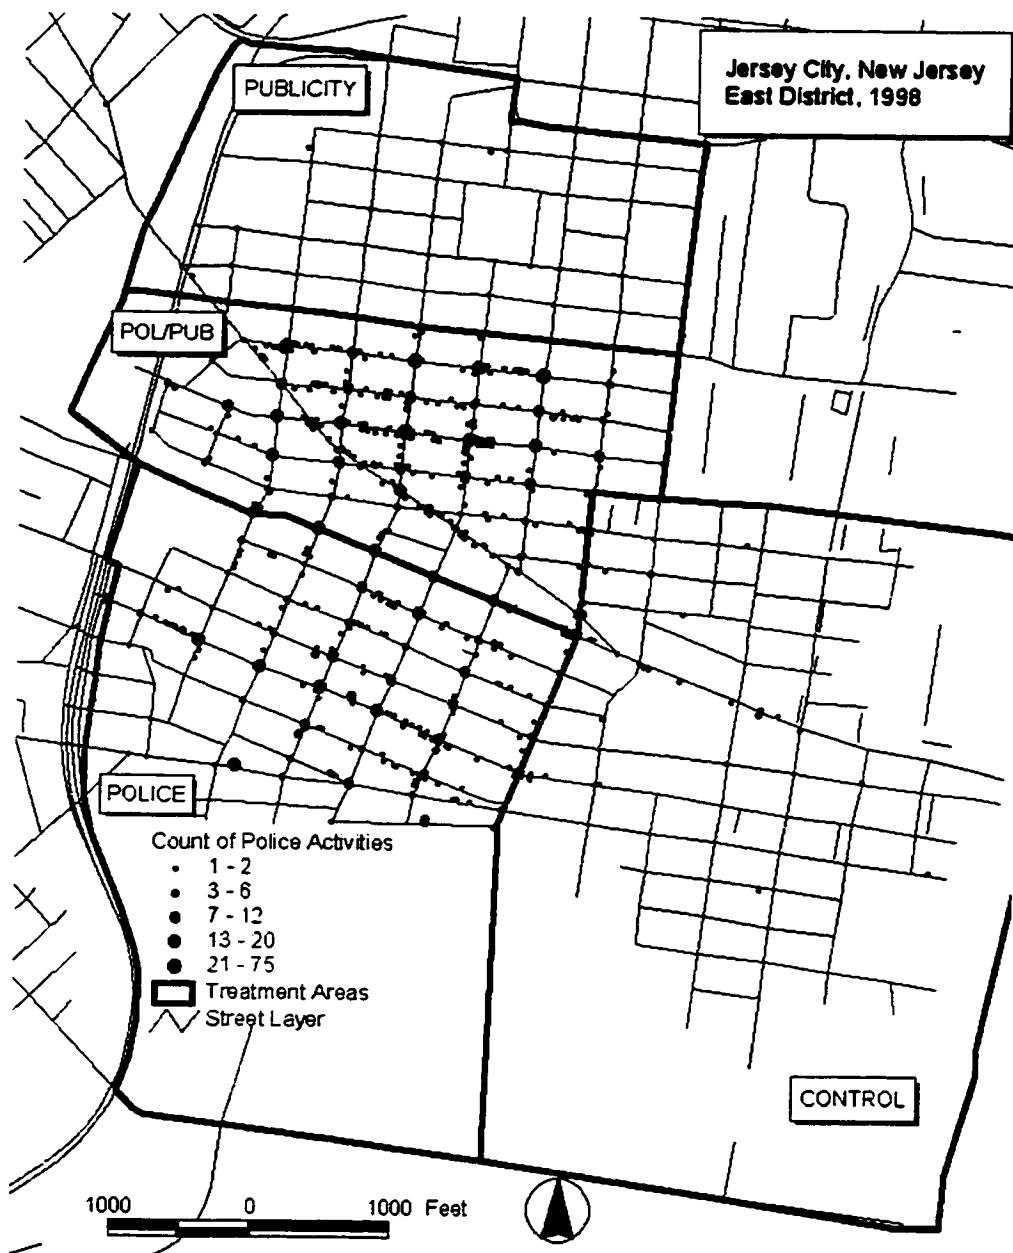 PUBLICITY
Jersey City, New Jersey
East District, 1998
POL/PUB
POLICE
Count of Police Activities
1 - 2
3 - 6
7 - 12
13 - 20
21 - 75
Treatment Areas
Street Layer
CONTROL
1000 0 1000 Feet